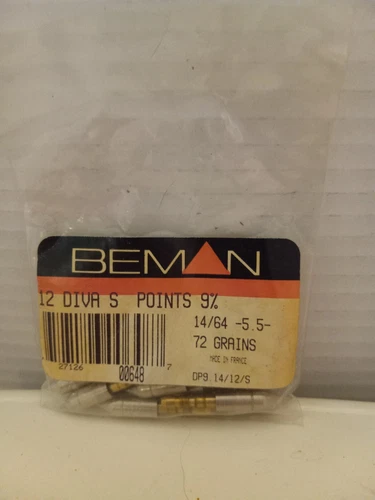 BEMAN
12 DIVA S POINTS 9%
14/64 -5.5-
72 GRAINS
MADE IN FRANCE
27126 00648 7
DP9 14/12/S